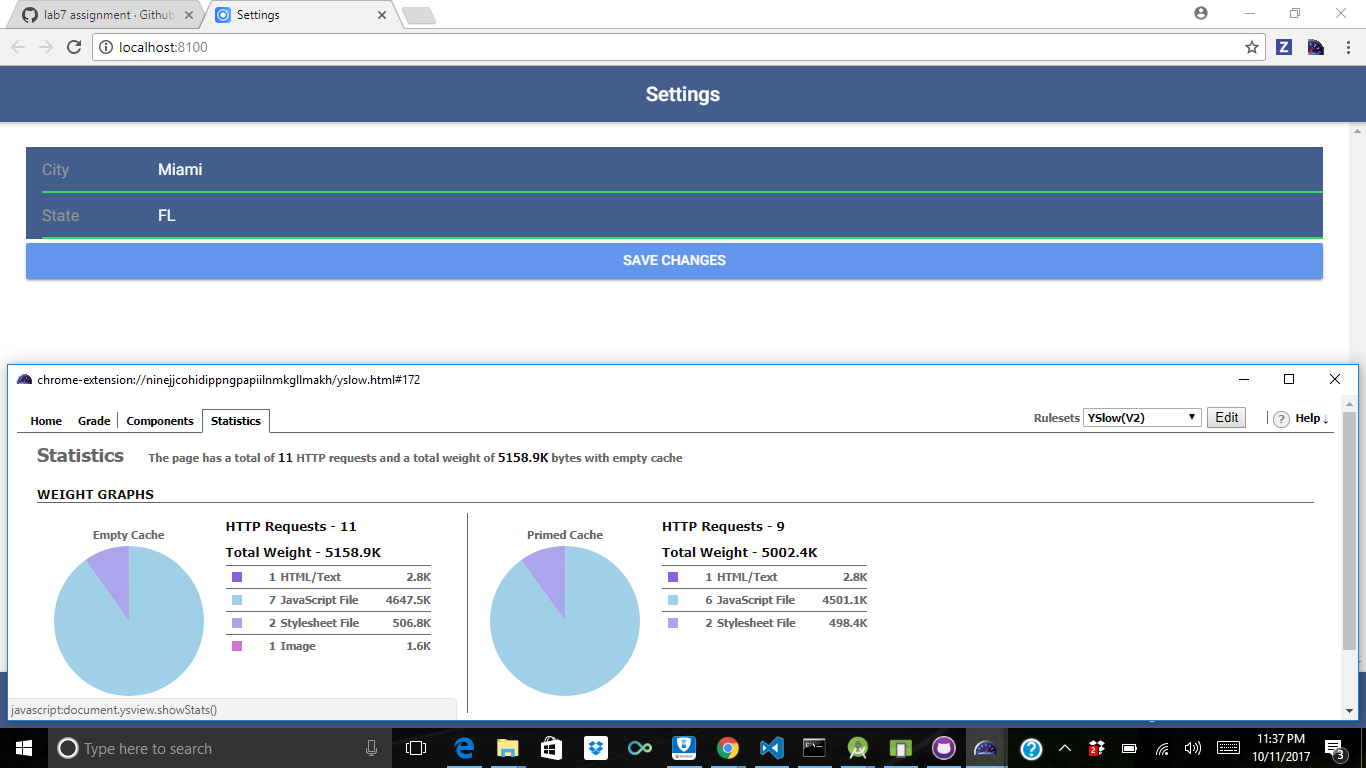 lab7 assignment · Github
Settings
localhost:8100
Z
Settings
City Miami
State FL
SAVE CHANGES
chrome-extension://ninejjcohidippngpapiilnmkgllmakh/yslow.html#172
Home Grade Components Statistics Rulesets YSlow(V2) Edit ? Help ↓
Statistics The page has a total of 11 HTTP requests and a total weight of 5158.9K bytes with empty cache
WEIGHT GRAPHS
Empty Cache
HTTP Requests - 11
Total Weight - 5158.9K
1 HTML/Text 2.8K
7 JavaScript File 4647.5K
2 Stylesheet File 506.8K
1 Image 1.6K
Primed Cache
HTTP Requests - 9
Total Weight - 5002.4K
1 HTML/Text 2.8K
6 JavaScript File 4501.1K
2 Stylesheet File 498.4K
javascript:document.ysview.showStats()
Type here to search
2
11:37 PM
10/11/2017
3